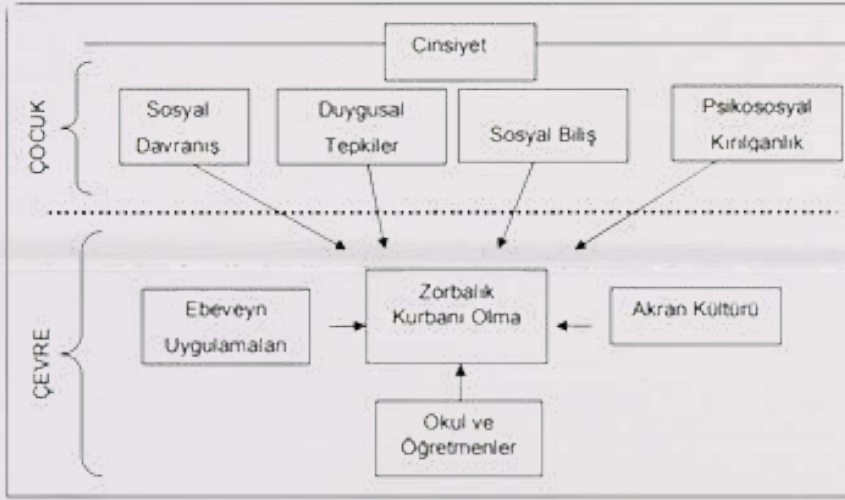 Cinsiyet
ÇOCUK
Sosyal
Davranış
Duygusal
Tepkiler
Sosyal Biliş
Psikososyal
Kırılganlık
ÇEVRE
Ebeveyn
Uygulamaları
Zorbalık
Kurbanı Olma
Akran Kültürü
Okul ve
Öğretmenler